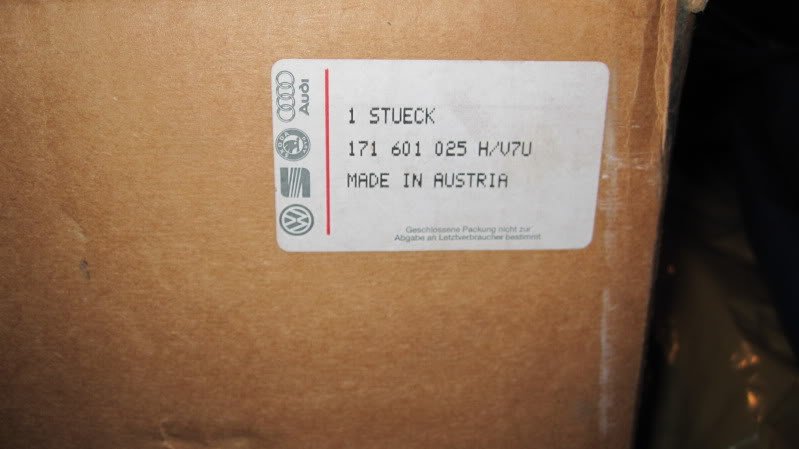 Audi
1 STUECK
171 601 025 H/V7U
MADE IN AUSTRIA
Geschlossene Packung nicht zur
Abgabe an Letztverbraucher bestimmt